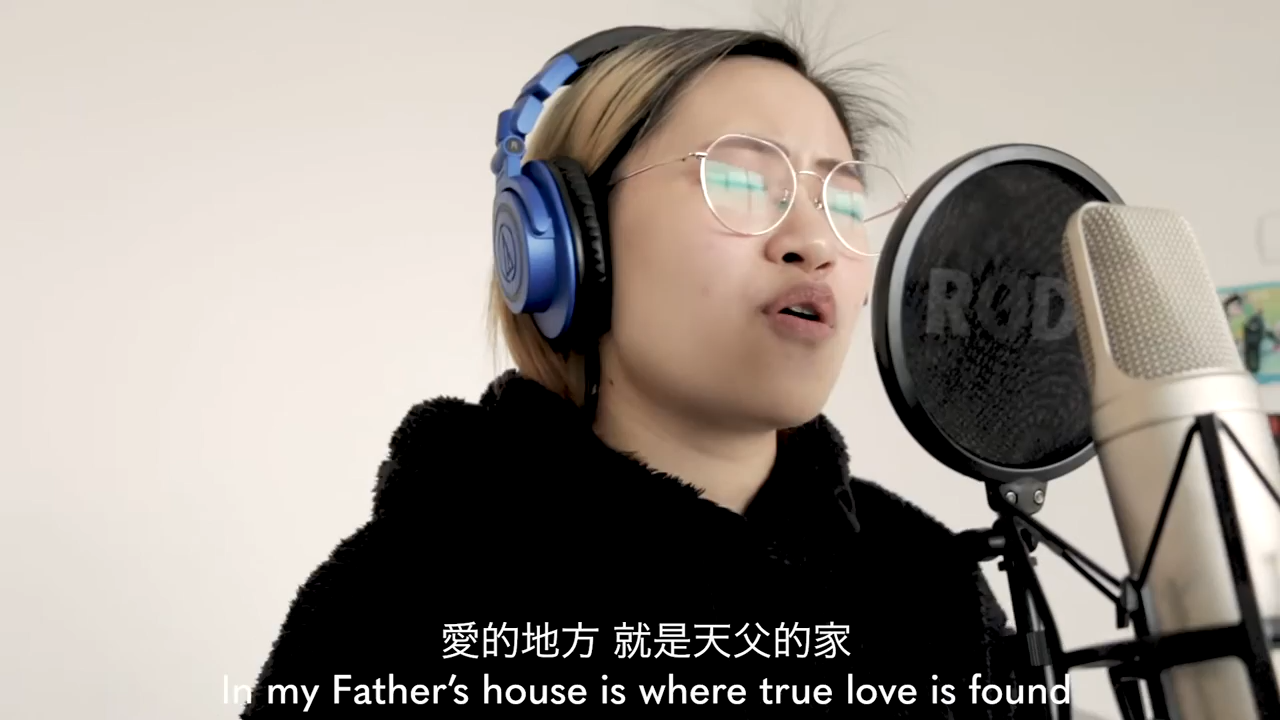 RØD
愛的地方 就是天父的家
In my Father's house is where true love is found